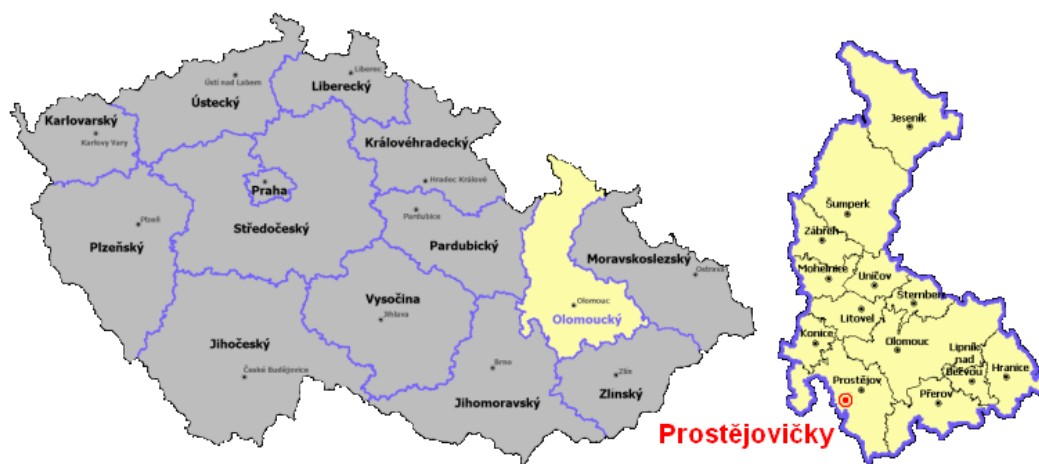 Liberec
Ústí nad Labem
Liberecký
Ústecký
Karlovarský
Karlovy Vary
Královéhradecký
Hradec Králové
Praha
Pardubice
Plzeň
Středočeský
Plzeňský
Pardubický
Moravskoslezský
Ostrava
Vysočina
Jihlava
Olomouc
Olomoucký
Jihočeský
České Budějovice
Brno
Zlín
Zlínský
Jihomoravský
Jeseník
Šumperk
Zábřeh
Mohelnice
Uničov
Šternberk
Litovel
Konice
Olomouc
Lipník
nad
Bečvou
Hranice
Prostějov
Přerov
Prostějovičky